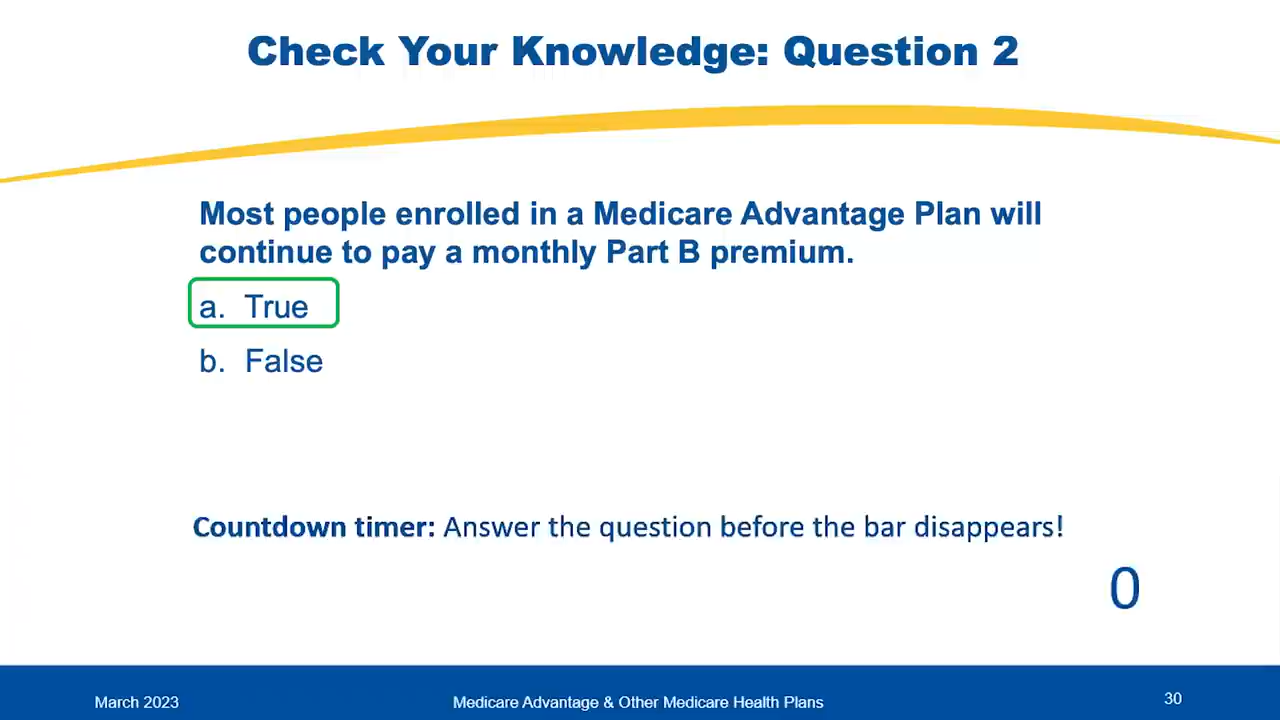 Check Your Knowledge: Question 2
Most people enrolled in a Medicare Advantage Plan will
continue to pay a monthly Part B premium.
a. True
b. False
Countdown timer: Answer the question before the bar disappears!
0
March 2023
Medicare Advantage & Other Medicare Health Plans
30